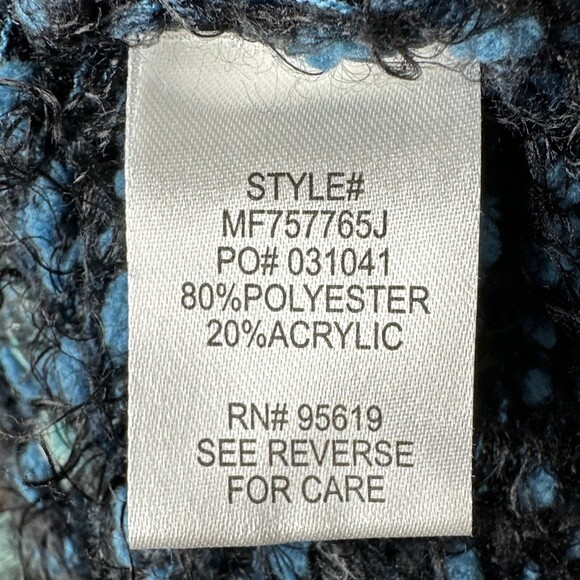 STYLE#
MF757765J
PO# 031041
80%POLYESTER
20%ACRYLIC
RN# 95619
SEE REVERSE
FOR CARE